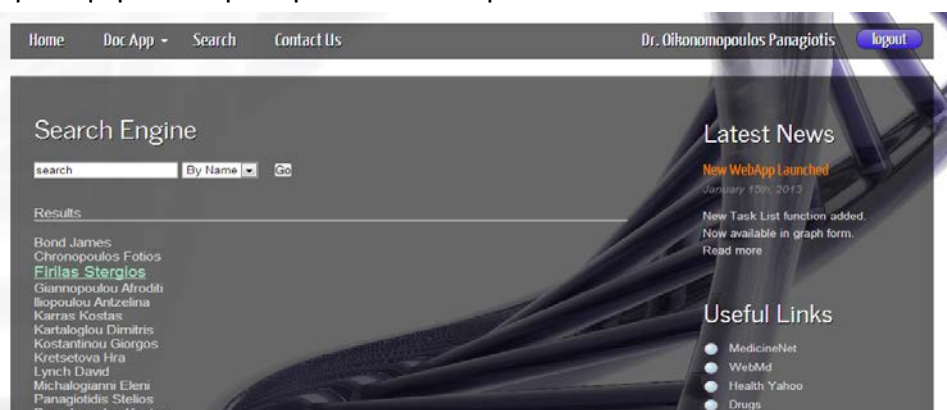 Home Doc App Search Contact Us Dr. Oikonomopoulos Panagiotis logout
Search Engine
search By Name Go
Results
Bond James
Chronopoulos Fotios
Firilas Stergios
Giannopoulou Afroditi
Iliopoulou Antzelina
Karras Kostas
Kartaloglou Dimitris
Kostantinou Giorgos
Kretsetova Hra
Lynch David
Michalogianni Eleni
Panagiotidis Stelios
Latest News
New WebApp Launched
January 15th, 2013
New Task List function added.
Now available in graph form.
Read more
Useful Links
MedicineNet
WebMd
Health Yahoo
Drugs